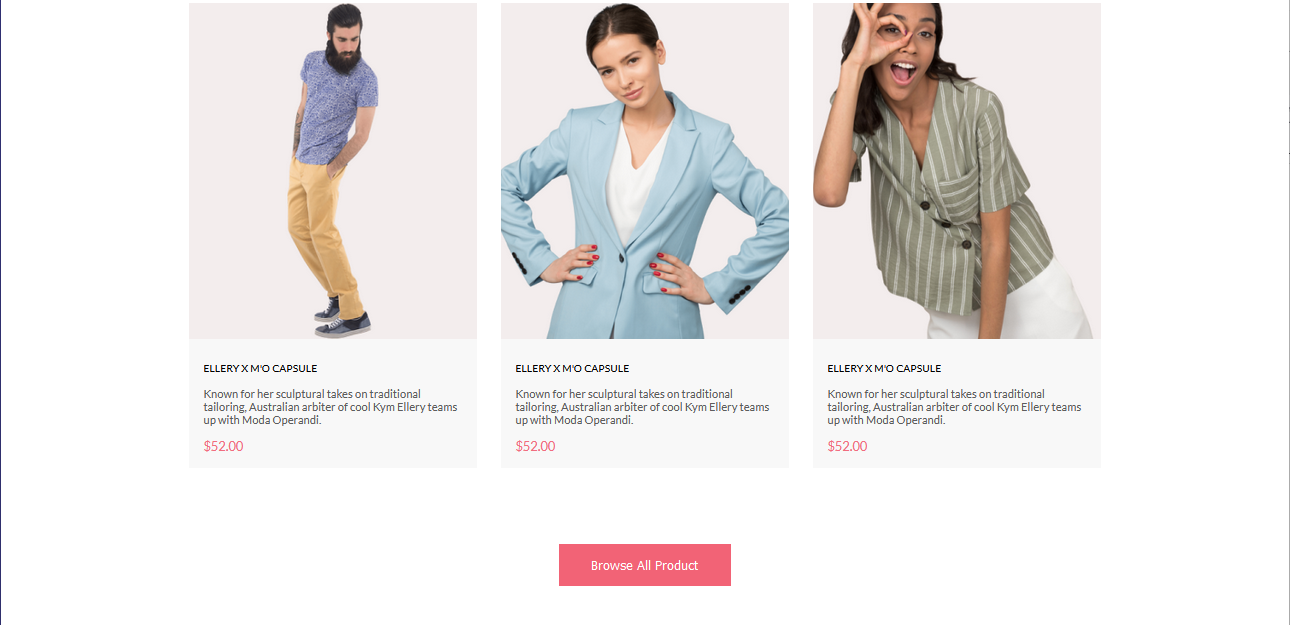 ELLERY X M'O CAPSULE
Known for her sculptural takes on traditional
tailoring, Australian arbiter of cool Kym Ellery teams
up with Moda Operandi.
$52.00
ELLERY X M'O CAPSULE
Known for her sculptural takes on traditional
tailoring, Australian arbiter of cool Kym Ellery teams
up with Moda Operandi.
$52.00
ELLERY X M'O CAPSULE
Known for her sculptural takes on traditional
tailoring, Australian arbiter of cool Kym Ellery teams
up with Moda Operandi.
$52.00
Browse All Product